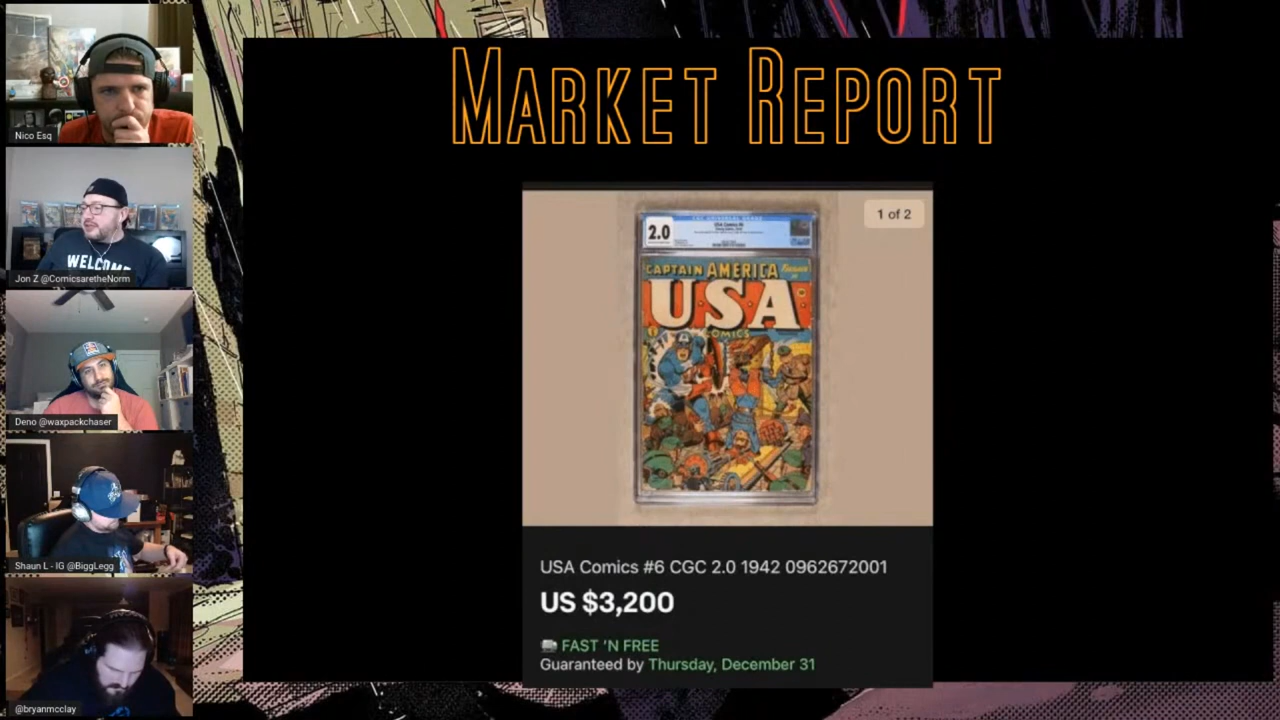 MARKET REPORT
Nico Esq
WELCOME
Jon Z @ComicsaretheNorm
Deno @waxpackchaser
Shaun L - IG @BiggLegg
@bryanmcclay
1 of 2
2.0
CAPTAIN AMERICA
USA
COMICS
USA Comics #6 CGC 2.0 1942 0962672001
US $3,200
FAST 'N FREE
Guaranteed by Thursday, December 31